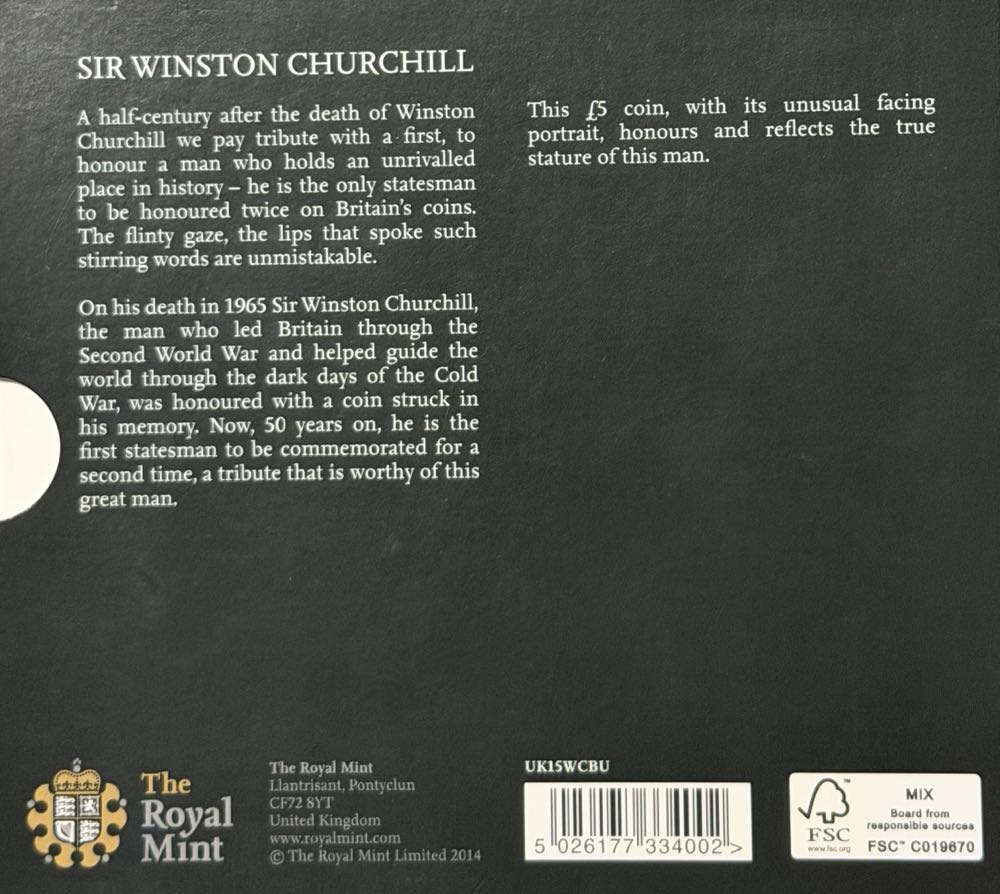 SIR WINSTON CHURCHILL
A half-century after the death of Winston
Churchill we pay tribute with a first, to
honour a man who holds an unrivalled
place in history – he is the only statesman
to be honoured twice on Britain's coins.
The flinty gaze, the lips that spoke such
stirring words are unmistakable.
On his death in 1965 Sir Winston Churchill,
the man who led Britain through the
Second World War and helped guide the
world through the dark days of the Cold
War, was honoured with a coin struck in
his memory. Now, 50 years on, he is the
first statesman to be commemorated for a
second time, a tribute that is worthy of this
great man.
This £5 coin, with its unusual facing
portrait, honours and reflects the true
stature of this man.
The
Royal
Mint
The Royal Mint
Llantrisant, Pontyclun
CF72 8YT
United Kingdom
www.royalmint.com
© The Royal Mint Limited 2014
UK15WCBU
5 026177 334002 >
FSC
www.fsc.org
MIX
Board from
responsible sources
FSC™ C019670